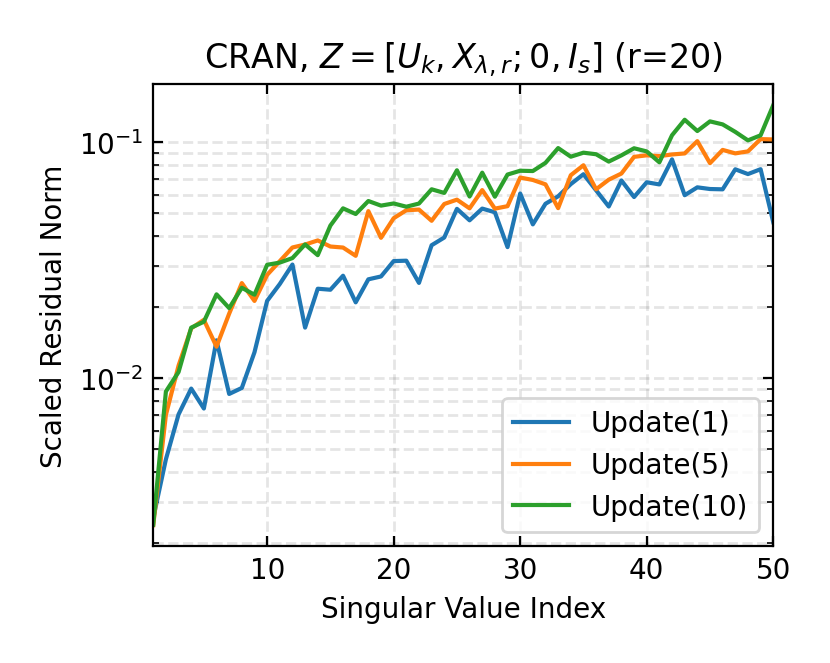 CRAN, $Z = [U_k, X_{\lambda,r}; 0, I_s]$ (r=20)
Scaled Residual Norm
10⁻¹
10⁻²
Update(1)
Update(5)
Update(10)
10 20 30 40 50
Singular Value Index